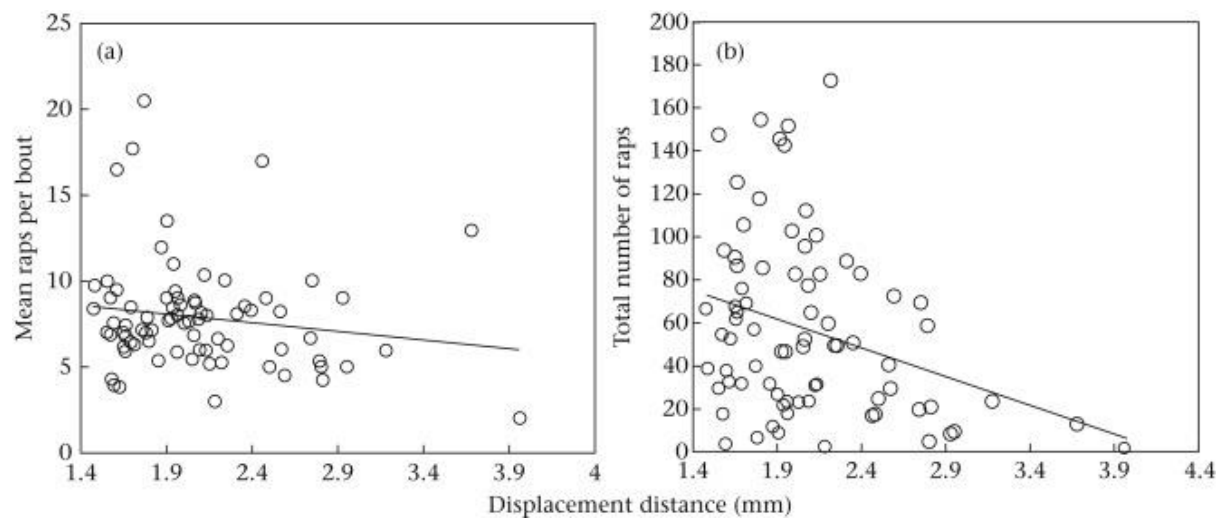 25
20
15
10
5
0
(a)
Mean raps per bout
1.4 1.9 2.4 2.9 3.4 3.9 4
200
180
160
140
120
100
80
60
40
20
0
(b)
Total number of raps
1.4 1.9 2.4 2.9 3.4 3.9 4.4
Displacement distance (mm)